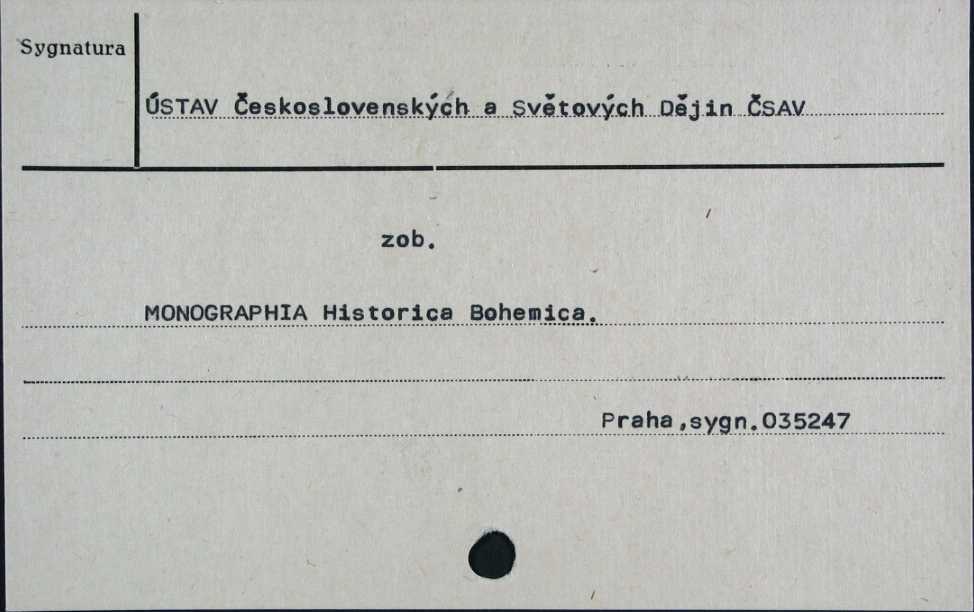 Sygnatura
ÚSTAV Československých a Světových Dějin ČSAV
zob.
MONOGRAPHIA Historica Bohemica.
Praha,sygn.035247